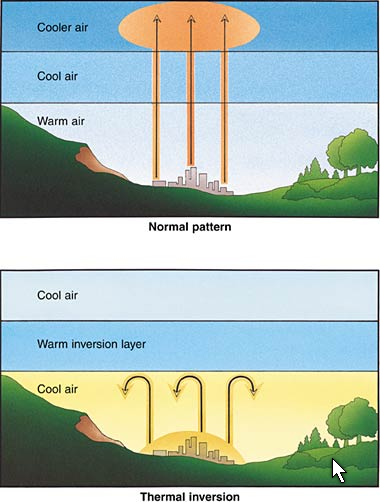 Cooler air
Cool air
Warm air
Normal pattern
Cool air
Warm inversion layer
Cool air
Thermal inversion